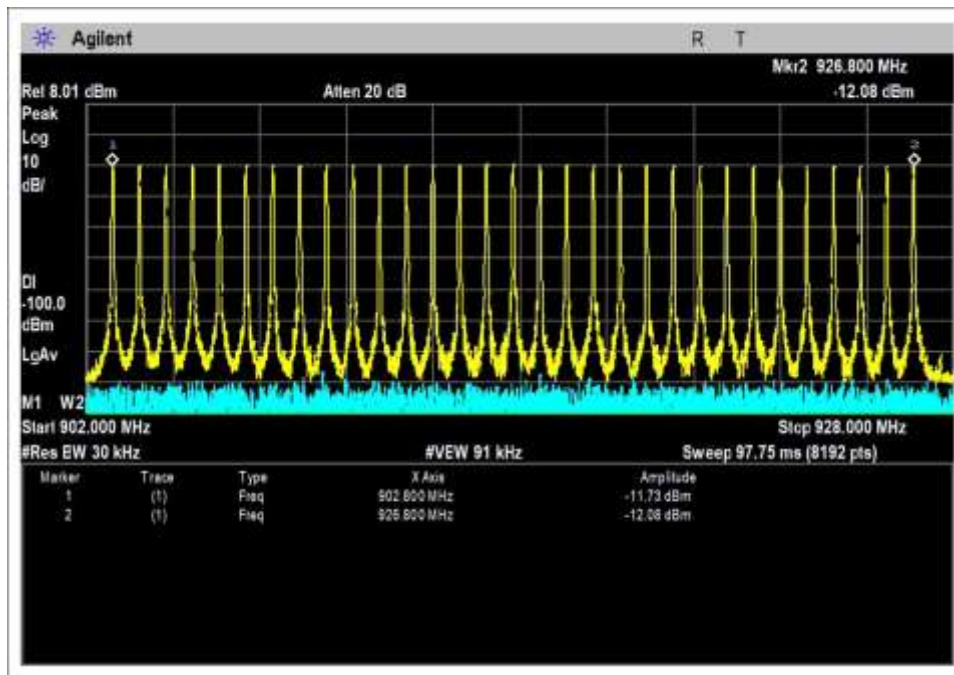 Agilent R T
Mkr2 926.800 MHz
Ref 8.01 dBm Atten 20 dB -12.08 dBm
Peak
Log
10
dB/
1 2
DI
-100.0
dBm
LgAv
M1 W2
Start 902.000 MHz Stop 928.000 MHz
#Res BW 30 kHz #VBW 91 kHz Sweep 97.75 ms (8192 pts)
Marker Trace Type X Axis Amplitude
1 (1) Freq 902.800 MHz -11.73 dBm
2 (1) Freq 926.800 MHz -12.08 dBm